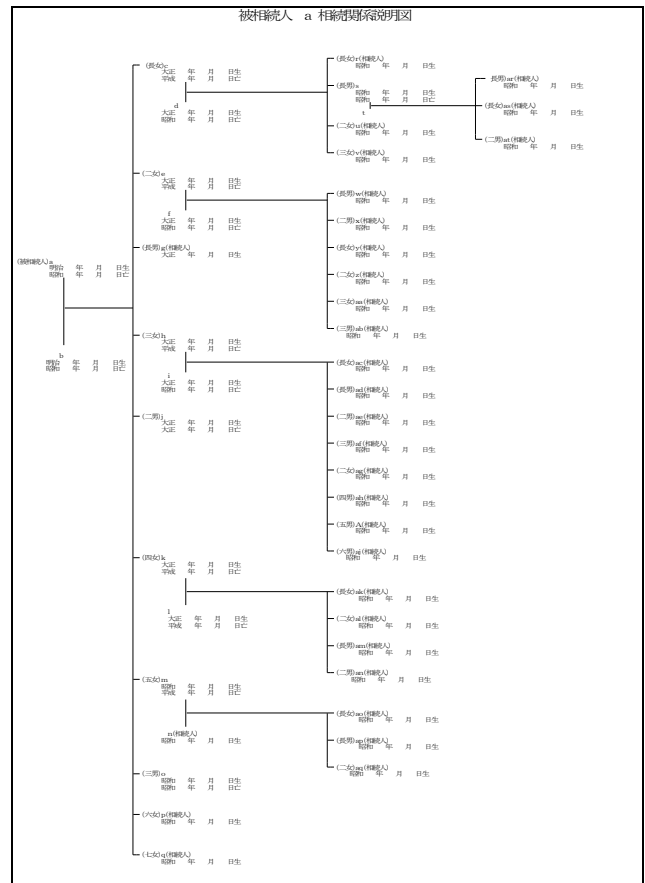 被相続人　a 相続関係説明図
(被相続人)a
明治　年　月　日生
昭和　年　月　日亡
b
明治　年　月　日生
昭和　年　月　日亡
(長女)c
大正　年　月　日生
平成　年　月　日亡
d
大正　年　月　日生
昭和　年　月　日亡
(二女)e
大正　年　月　日生
平成　年　月　日亡
f
大正　年　月　日生
昭和　年　月　日亡
(長男)g(相続人)
大正　年　月　日生
(三女)h
大正　年　月　日生
平成　年　月　日亡
i
大正　年　月　日生
昭和　年　月　日亡
(二男)j
大正　年　月　日生
大正　年　月　日亡
(四女)k
大正　年　月　日生
平成　年　月　日亡
l
大正　年　月　日生
平成　年　月　日亡
(五女)m
昭和　年　月　日生
平成　年　月　日亡
n(相続人)
昭和　年　月　日生
(三男)o
昭和　年　月　日生
昭和　年　月　日亡
(六女)p(相続人)
昭和　年　月　日生
(七女)q(相続人)
昭和　年　月　日生
(長女)r(相続人)
昭和　年　月　日生
(長男)s
昭和　年　月　日生
昭和　年　月　日亡
t
(二女)u(相続人)
昭和　年　月　日生
(三女)v(相続人)
昭和　年　月　日生
(長男)w(相続人)
昭和　年　月　日生
(二男)x(相続人)
昭和　年　月　日生
(長女)y(相続人)
昭和　年　月　日生
(二女)z(相続人)
昭和　年　月　日生
(三女)aa(相続人)
昭和　年　月　日生
(三男)ab(相続人)
昭和　年　月　日生
(長女)ac(相続人)
昭和　年　月　日生
(長男)ad(相続人)
昭和　年　月　日生
(二男)ae(相続人)
昭和　年　月　日生
(三男)af(相続人)
昭和　年　月　日生
(二女)ag(相続人)
昭和　年　月　日生
(四男)ah(相続人)
昭和　年　月　日生
(五男)A(相続人)
昭和　年　月　日生
(六男)aj(相続人)
昭和　年　月　日生
(長女)ak(相続人)
昭和　年　月　日生
(二女)al(相続人)
昭和　年　月　日生
(長男)am(相続人)
昭和　年　月　日生
(二男)an(相続人)
昭和　年　月　日生
(長女)ao(相続人)
昭和　年　月　日生
(長男)ap(相続人)
昭和　年　月　日生
(二女)aq(相続人)
昭和　年　月　日生
長男)ar(相続人)
昭和　年　月　日生
(長女)as(相続人)
昭和　年　月　日生
(二男)at(相続人)
昭和　年　月　日生